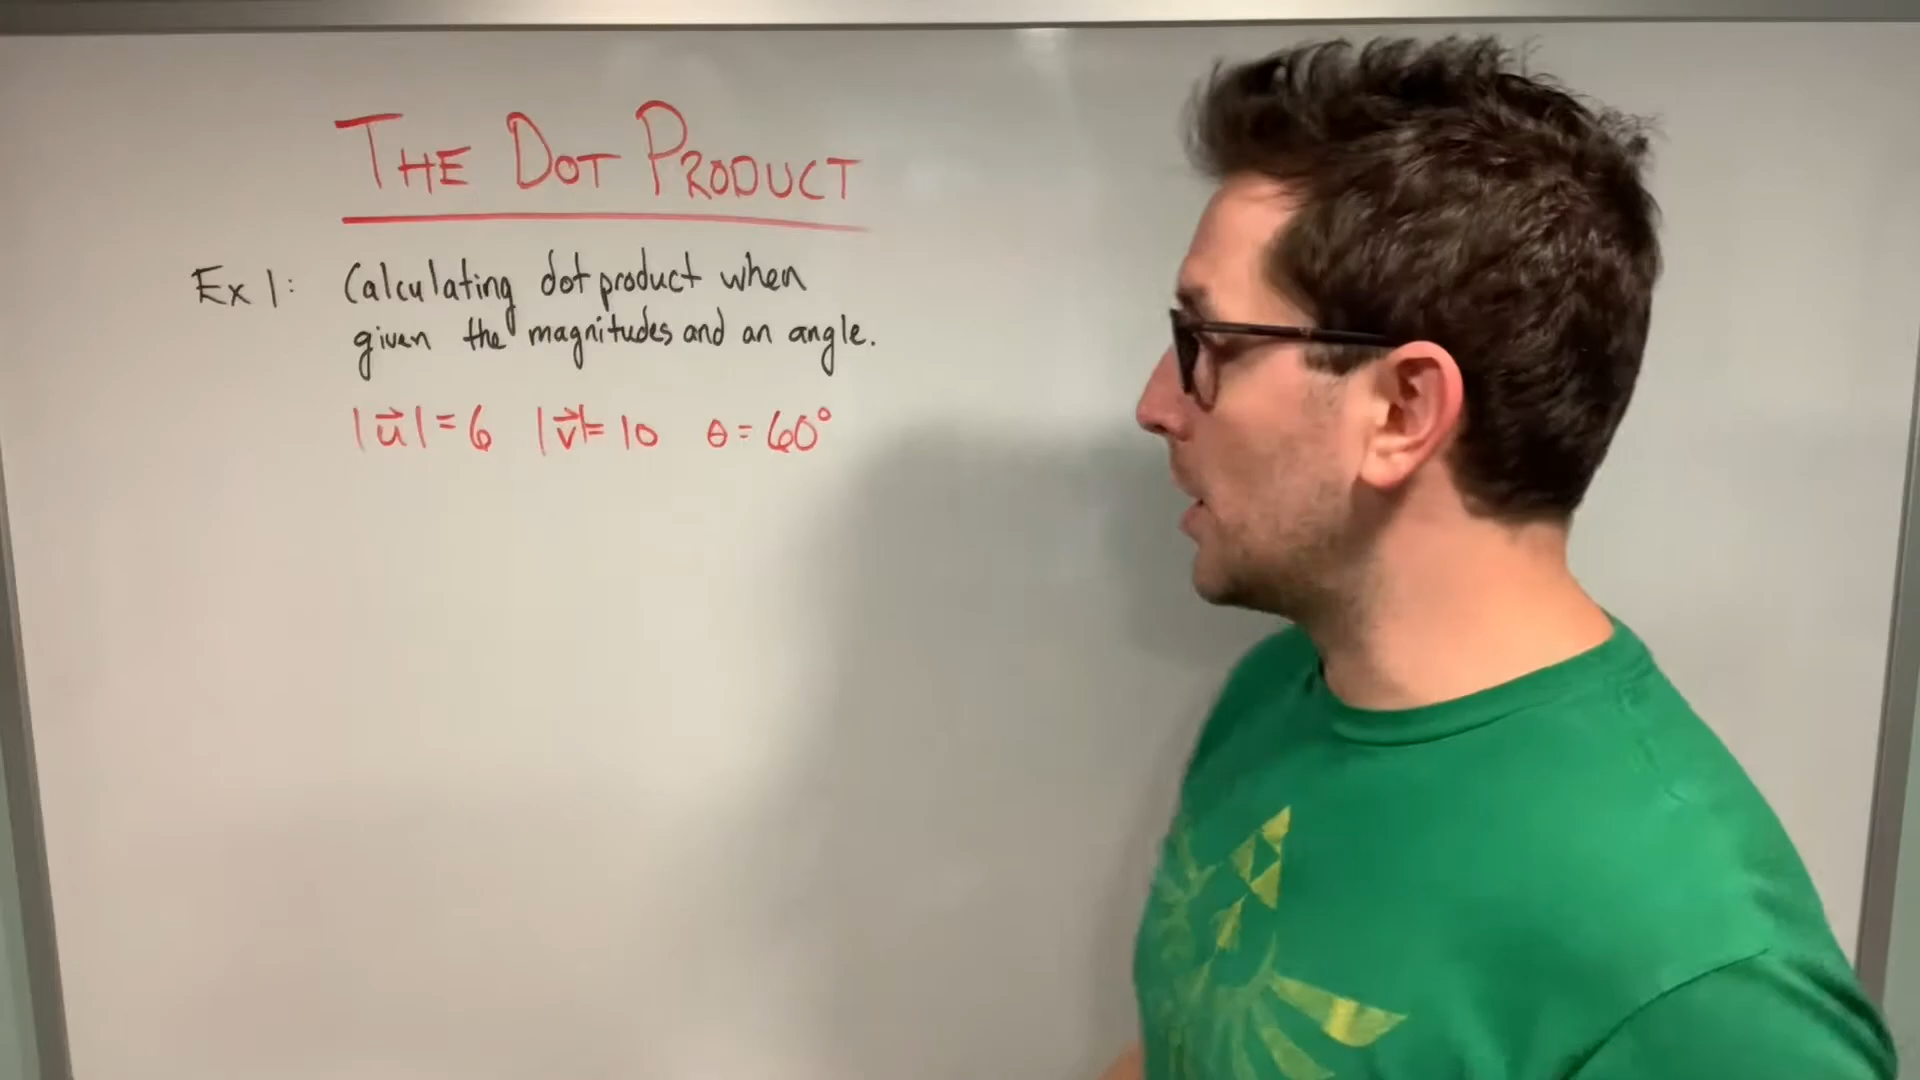 THE DOT PRODUCT
Ex 1: Calculating dot product when
given the magnitudes and an angle.
|u⃗| = 6 |v⃗|= 10 θ = 60°